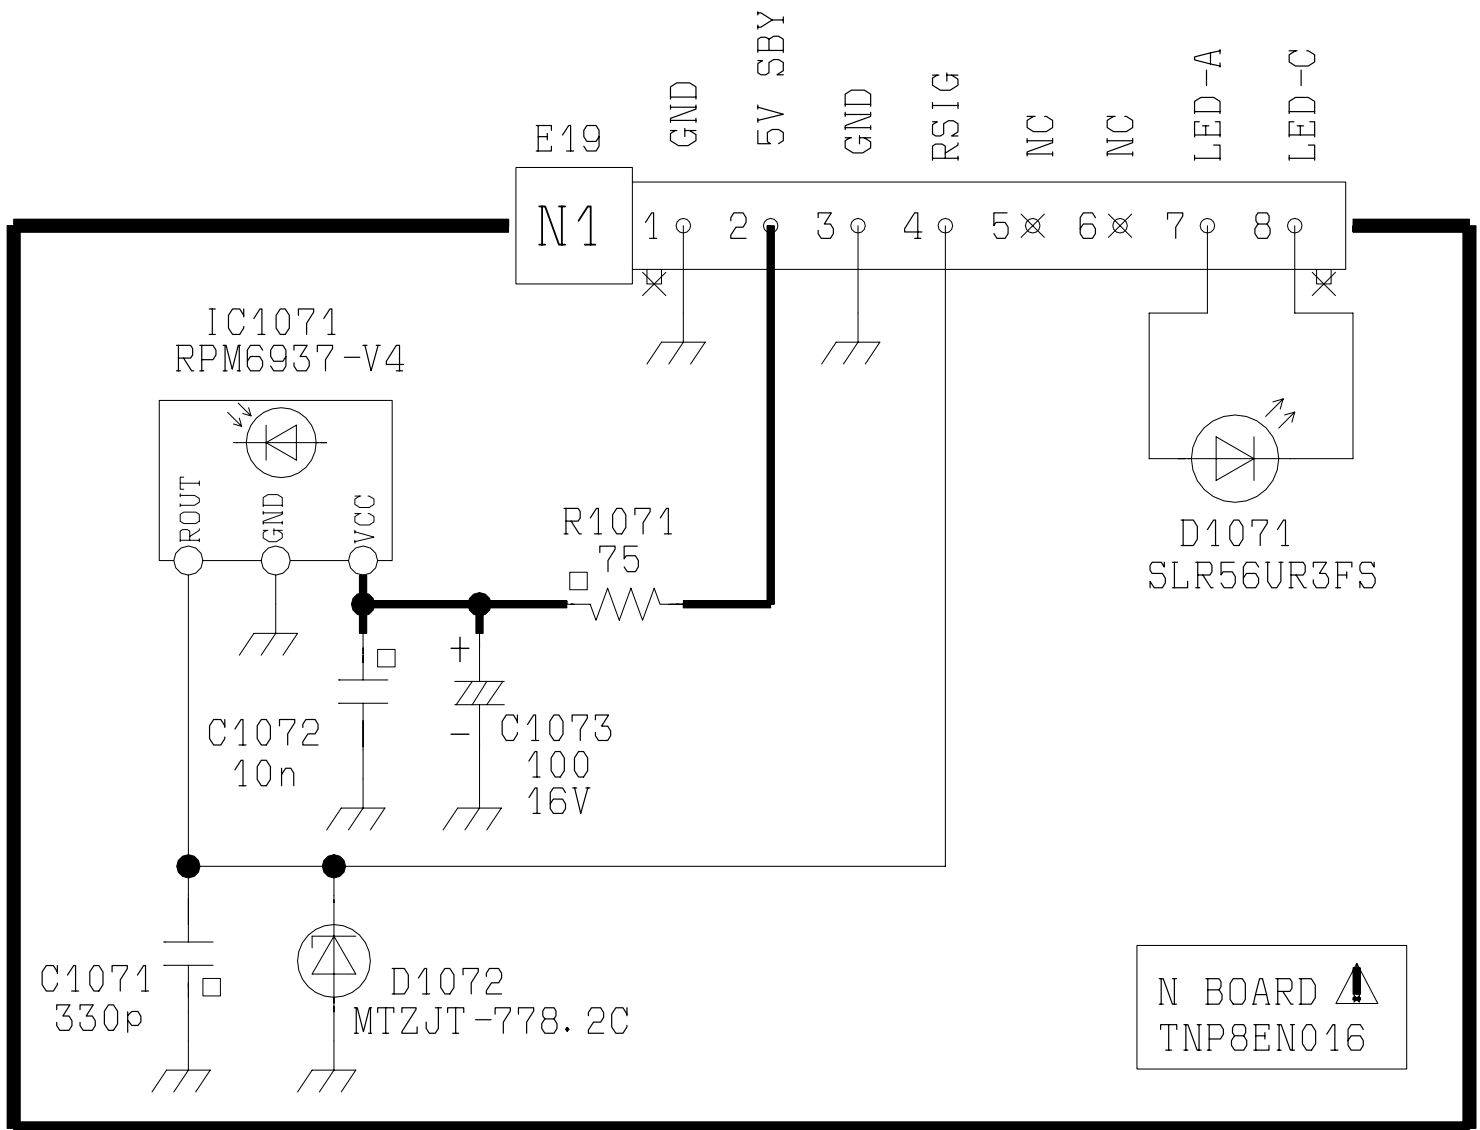 E19
GND
5V SBY
GND
RSIG
NC
NC
LED-A
LED-C
N1
1 2 3 4 5 6 7 8
IC1071
RPM6937-V4
ROUT
GND
VCC
R1071
75
D1071
SLR56UR3FS
+
-
C1072
10n
C1073
100
16V
C1071
330p
D1072
MTZJT-778.2C
N BOARD
TNP8EN016